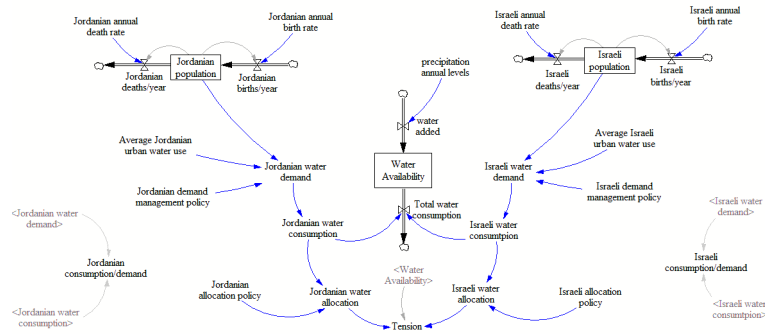 Jordanian annual
death rate
Jordanian annual
birth rate
Jordanian
population
Jordanian
deaths/year
Jordanian
births/year
Israeli annual
death rate
Israeli annual
birth rate
Israeli
population
Israeli
deaths/year
Israeli
births/year
precipitation
annual levels
water
added
Average Jordanian
urban water use
Jordanian water
demand
Jordanian demand
management policy
Water
Availability
Average Israeli
urban water use
Israeli water
demand
Israeli demand
management policy
Total water
consumption
Jordanian water
consumption
Israeli water
consumtpion
<Jordanian water
demand>
Jordanian
consumption/demand
<Jordanian water
consumption>
Jordanian
allocation policy
Jordanian water
allocation
<Water
Availability>
Tension
Israeli water
allocation
Israeli allocation
policy
<Israeli water
demand>
Israeli
consumption/demand
<Israeli water
consumtpion>